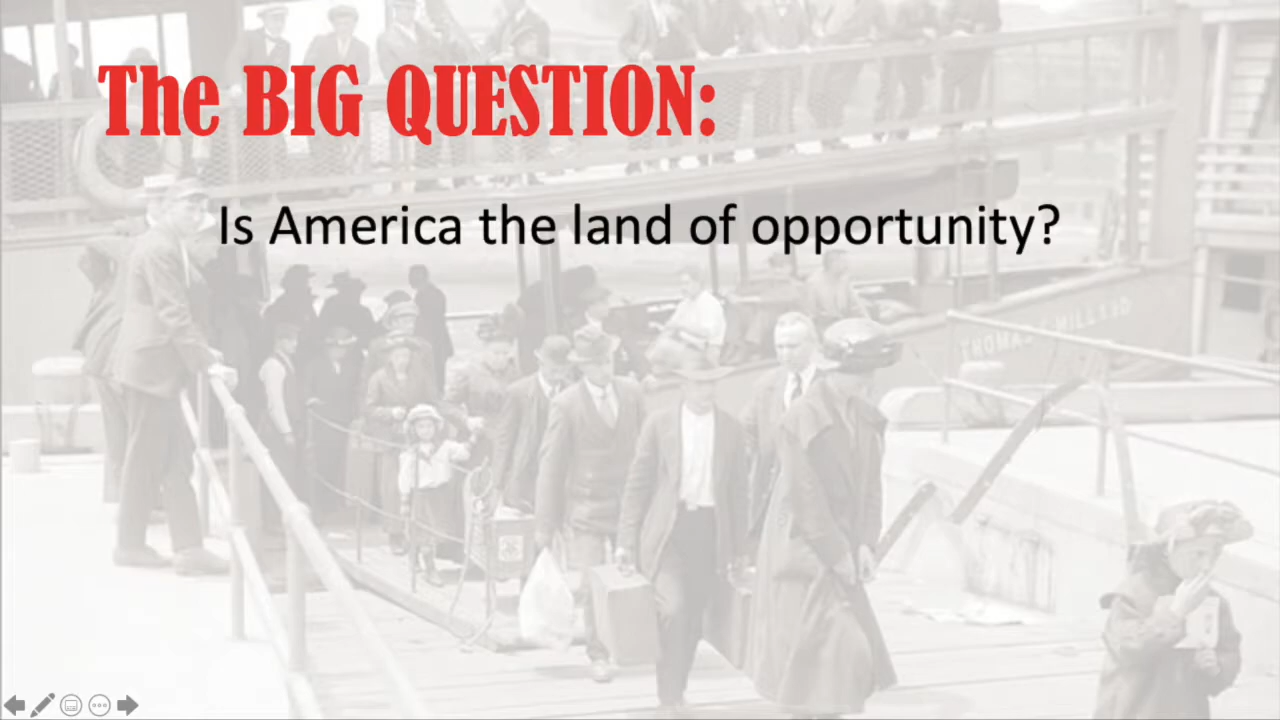 The BIG QUESTION:
Is America the land of opportunity?